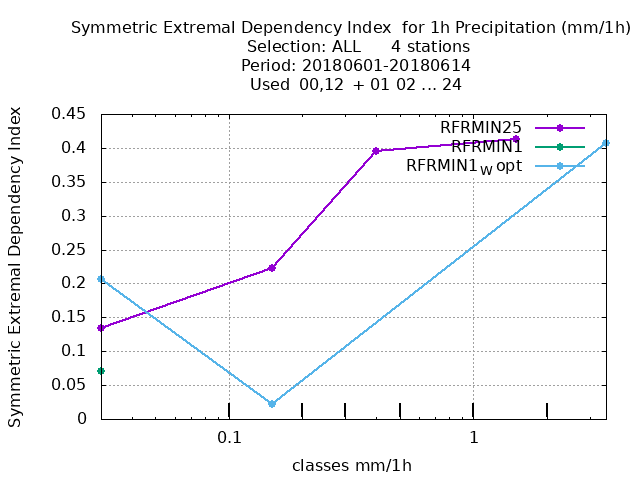 Symmetric Extremal Dependency Index for 1h Precipitation (mm/1h)
Selection: ALL 4 stations
Period: 20180601-20180614
Used 00,12 + 01 02 ... 24
Symmetric Extremal Dependency Index
0.45
0.4
0.35
0.3
0.25
0.2
0.15
0.1
0.05
0
RFRMIN25
RFRMIN1
RFRMIN1W opt
0.1
1
classes mm/1h